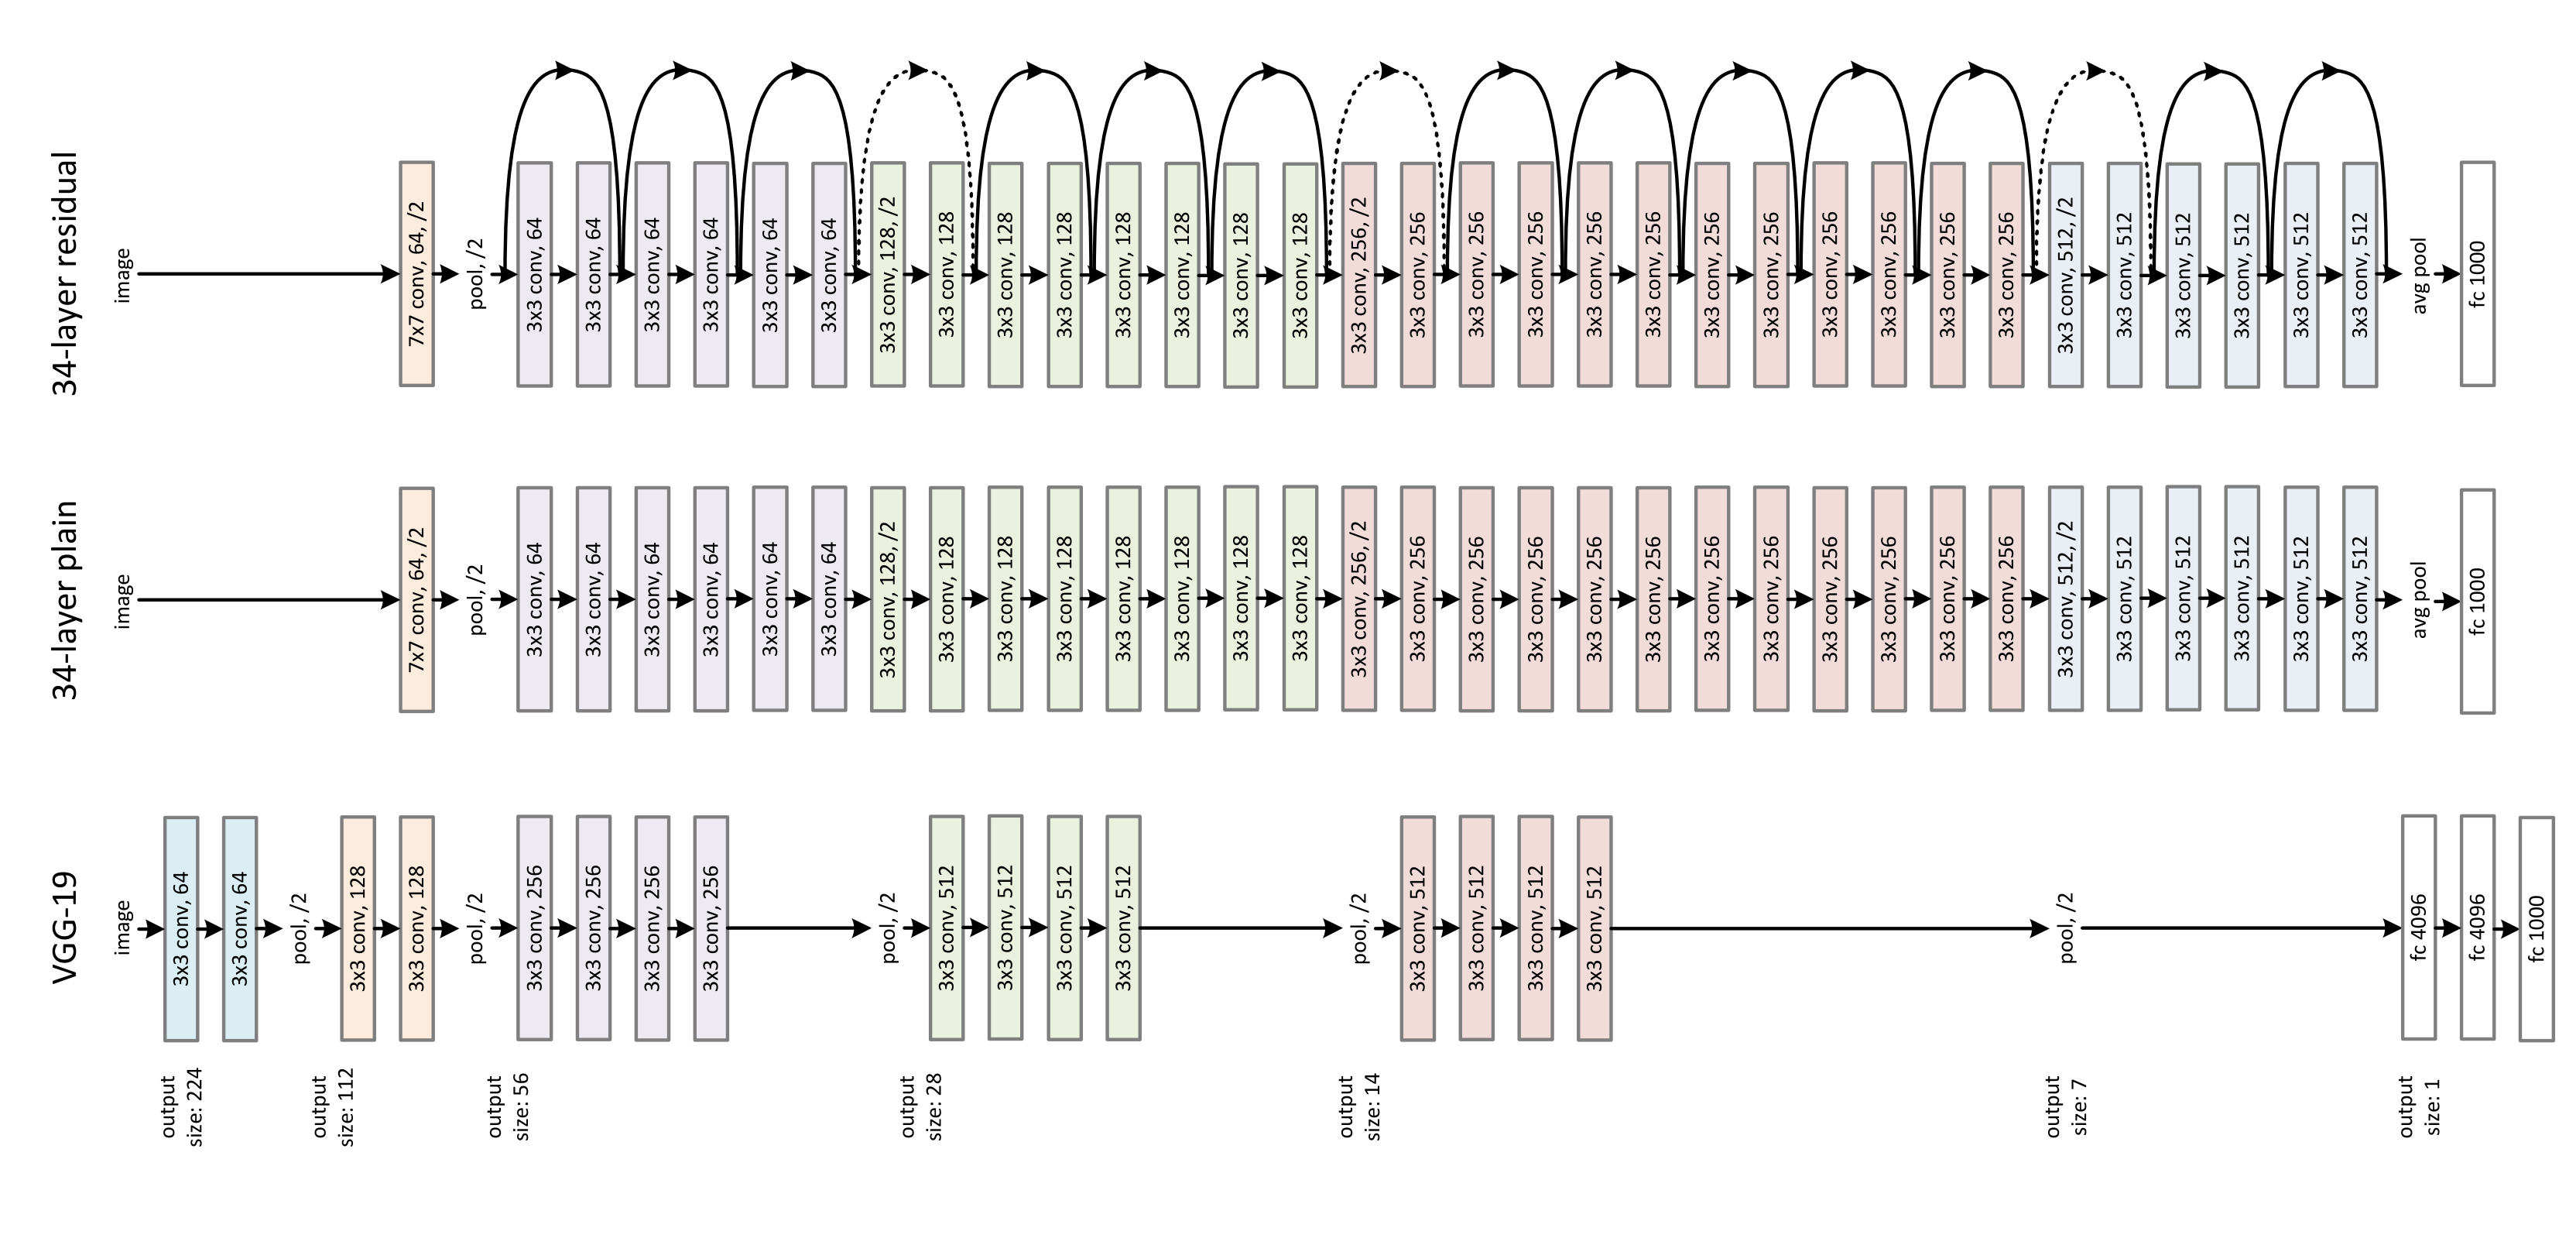 34-layer residual
image
7x7 conv, 64, /2
pool, /2
3x3 conv, 64
3x3 conv, 64
3x3 conv, 64
3x3 conv, 64
3x3 conv, 64
3x3 conv, 64
3x3 conv, 128, /2
3x3 conv, 128
3x3 conv, 128
3x3 conv, 128
3x3 conv, 128
3x3 conv, 128
3x3 conv, 128
3x3 conv, 128
3x3 conv, 256, /2
3x3 conv, 256
3x3 conv, 256
3x3 conv, 256
3x3 conv, 256
3x3 conv, 256
3x3 conv, 256
3x3 conv, 256
3x3 conv, 256
3x3 conv, 256
3x3 conv, 256
3x3 conv, 256
3x3 conv, 512, /2
3x3 conv, 512
3x3 conv, 512
3x3 conv, 512
3x3 conv, 512
3x3 conv, 512
avg pool
fc 1000
34-layer plain
image
7x7 conv, 64, /2
pool, /2
3x3 conv, 64
3x3 conv, 64
3x3 conv, 64
3x3 conv, 64
3x3 conv, 64
3x3 conv, 64
3x3 conv, 128, /2
3x3 conv, 128
3x3 conv, 128
3x3 conv, 128
3x3 conv, 128
3x3 conv, 128
3x3 conv, 128
3x3 conv, 128
3x3 conv, 256, /2
3x3 conv, 256
3x3 conv, 256
3x3 conv, 256
3x3 conv, 256
3x3 conv, 256
3x3 conv, 256
3x3 conv, 256
3x3 conv, 256
3x3 conv, 256
3x3 conv, 256
3x3 conv, 256
3x3 conv, 512, /2
3x3 conv, 512
3x3 conv, 512
3x3 conv, 512
3x3 conv, 512
3x3 conv, 512
avg pool
fc 1000
VGG-19
image
3x3 conv, 64
3x3 conv, 64
pool, /2
3x3 conv, 128
3x3 conv, 128
pool, /2
3x3 conv, 256
3x3 conv, 256
3x3 conv, 256
3x3 conv, 256
pool, /2
3x3 conv, 512
3x3 conv, 512
3x3 conv, 512
3x3 conv, 512
pool, /2
3x3 conv, 512
3x3 conv, 512
3x3 conv, 512
3x3 conv, 512
pool, /2
fc 4096
fc 4096
fc 1000
output
size: 224
output
size: 112
output
size: 56
output
size: 28
output
size: 14
output
size: 7
output
size: 1